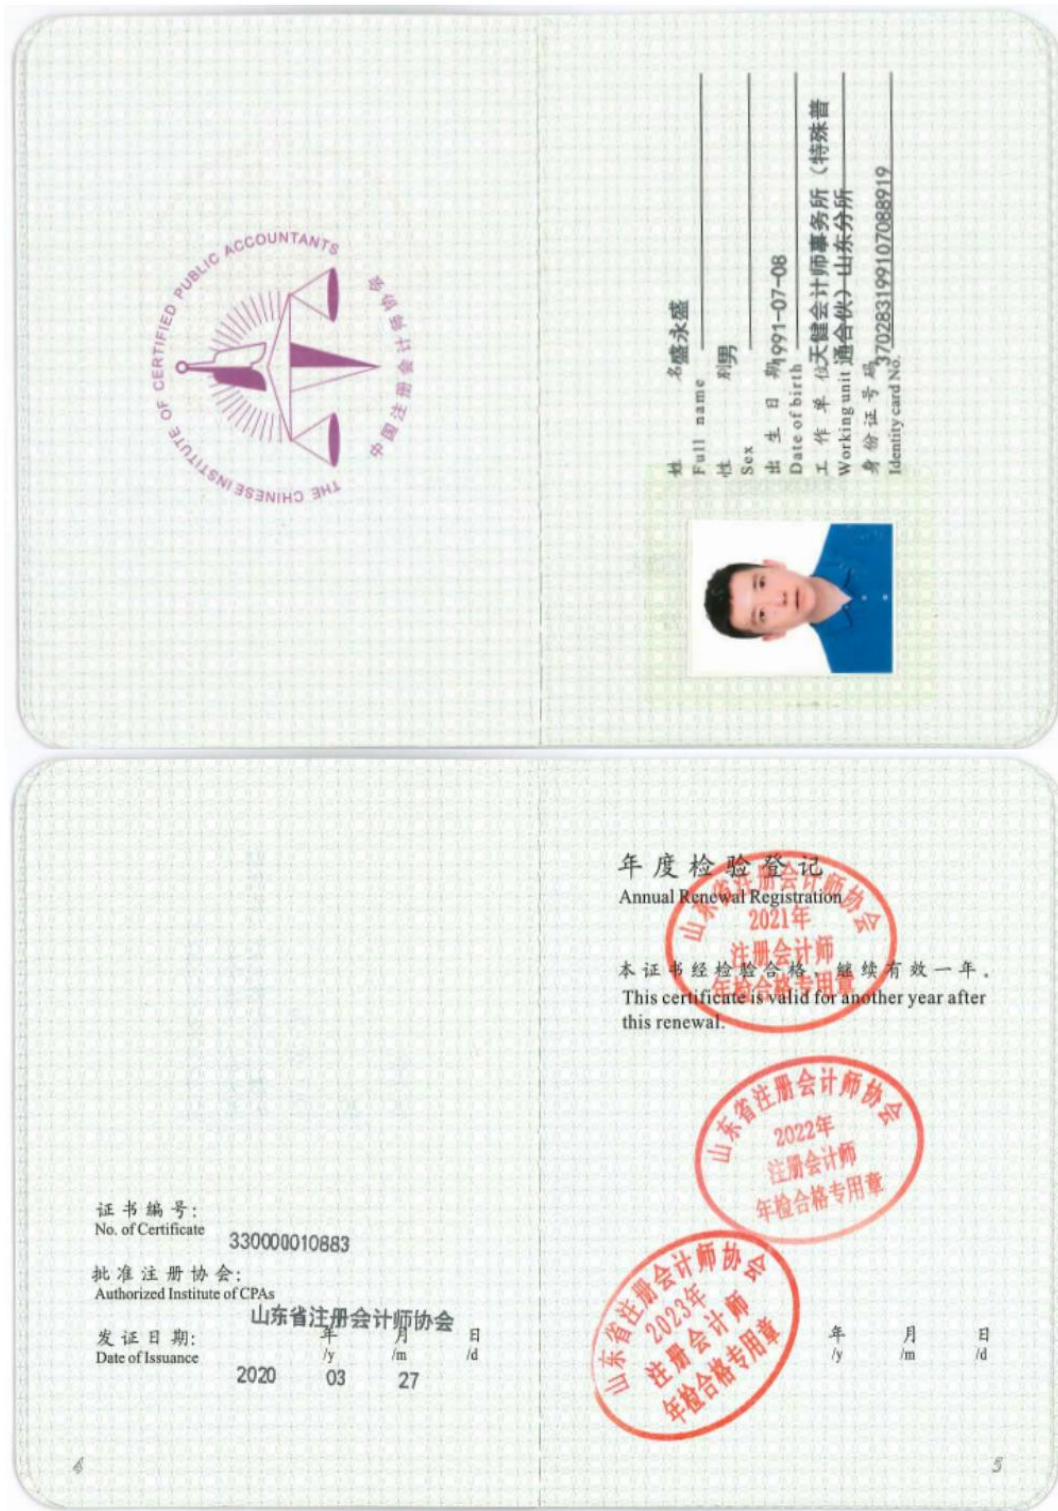 THE CHINESE INSTITUTE OF CERTIFIED PUBLIC ACCOUNTANTS
中国注册会计师协会
姓 名 盛永盛
Full name
性 别 男
Sex
出 生 日 期 1991-07-08
Date of birth
工 作 单 位 天健会计师事务所（特殊普
Working unit 通合伙）山东分所
身份证号码 370283199107088919
Identity card No.
证书编号:
No. of Certificate
330000010883
批准注册协会:
Authorized Institute of CPAs
山东省注册会计师协会
发证日期: 年 月 日
Date of Issuance /y /m /d
2020 03 27
4
年度检验登记
Annual Renewal Registration
本证书经检验合格，继续有效一年。
This certificate is valid for another year after
this renewal.
山东省注册会计师协会
2021年
注册会计师
年检合格专用章
山东省注册会计师协会
2022年
注册会计师
年检合格专用章
山东省注册会计师协会
2023年
注册会计师
年检合格专用章
年 月 日
/y /m /d
5